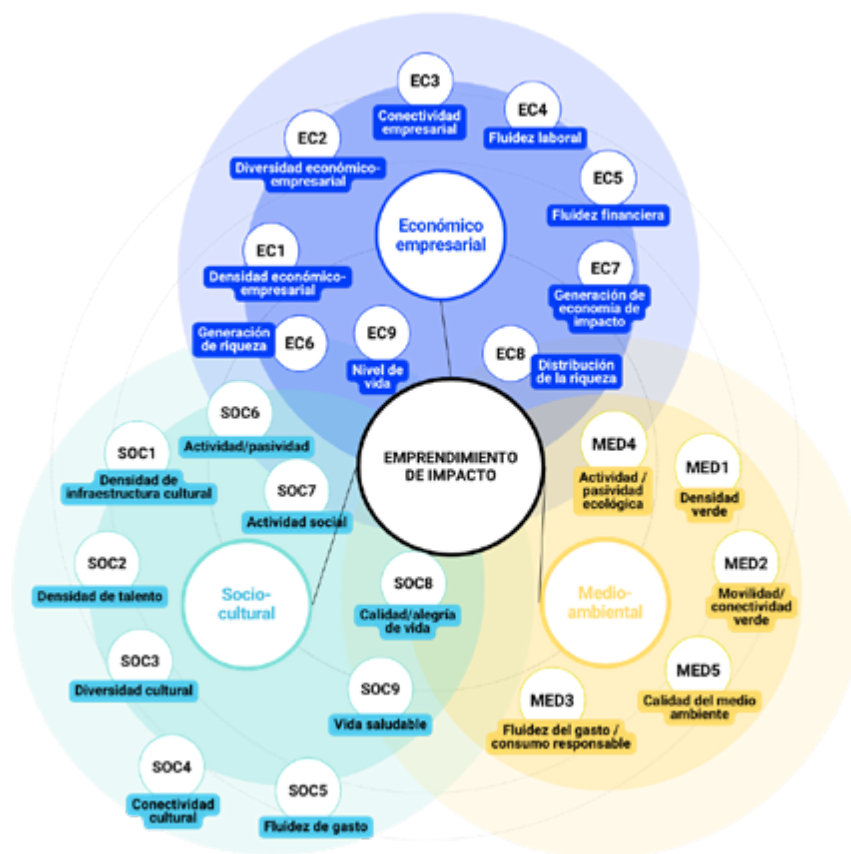 EC3
Conectividad
empresarial
EC4
Fluidez laboral
EC2
Diversidad económico-
empresarial
EC5
Fluidez financiera
Económico
empresarial
EC1
Densidad económico-
empresarial
EC7
Generación de
economía de
impacto
Generación
de riqueza
EC6
EC9
Nivel de
vida
EC8
Distribución
de la riqueza
SOC6
Actividad/pasividad
SOC1
Densidad de
infraestructura cultural
SOC7
Actividad social
EMPRENDIMIENTO
DE IMPACTO
MED4
Actividad /
pasividad
ecológica
MED1
Densidad
verde
SOC2
Densidad de talento
Socio-
cultural
SOC8
Calidad/alegría
de vida
Medio-
ambiental
MED2
Movilidad/
conectividad
verde
SOC3
Diversidad cultural
SOC9
Vida saludable
MED3
Fluidez del gasto /
consumo responsable
MED5
Calidad del medio
ambiente
SOC4
Conectividad
cultural
SOC5
Fluidez de gasto